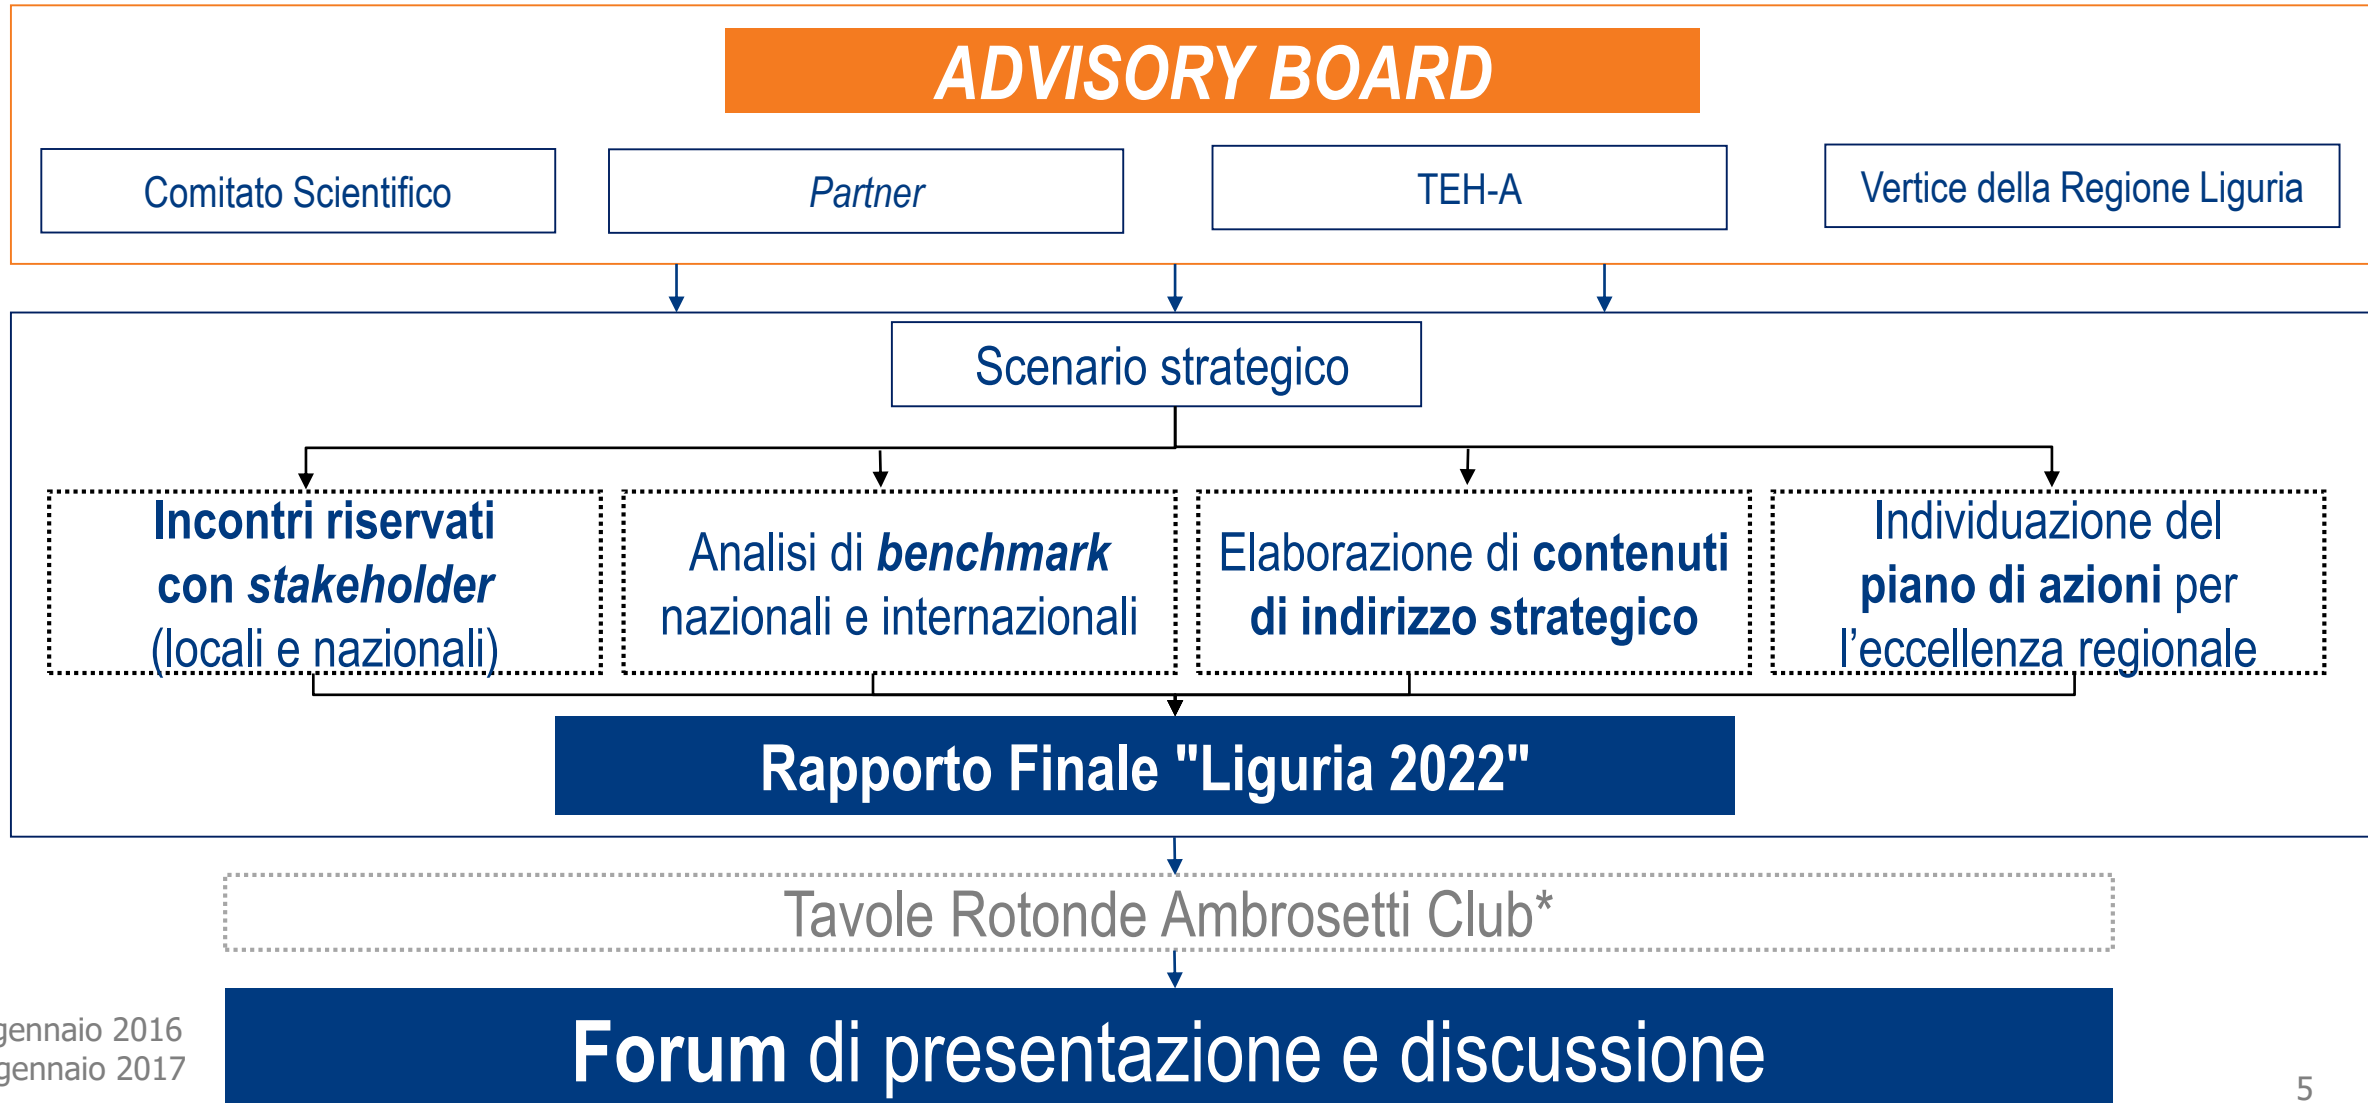 ADVISORY BOARD
Comitato Scientifico
Partner
TEH-A
Vertice della Regione Liguria
Scenario strategico
Incontri riservati
con stakeholder
(locali e nazionali)
Analisi di benchmark
nazionali e internazionali
Elaborazione di contenuti
di indirizzo strategico
Individuazione del
piano di azioni per
l'eccellenza regionale
Rapporto Finale "Liguria 2022"
Tavole Rotonde Ambrosetti Club*
gennaio 2016
gennaio 2017
Forum di presentazione e discussione
5